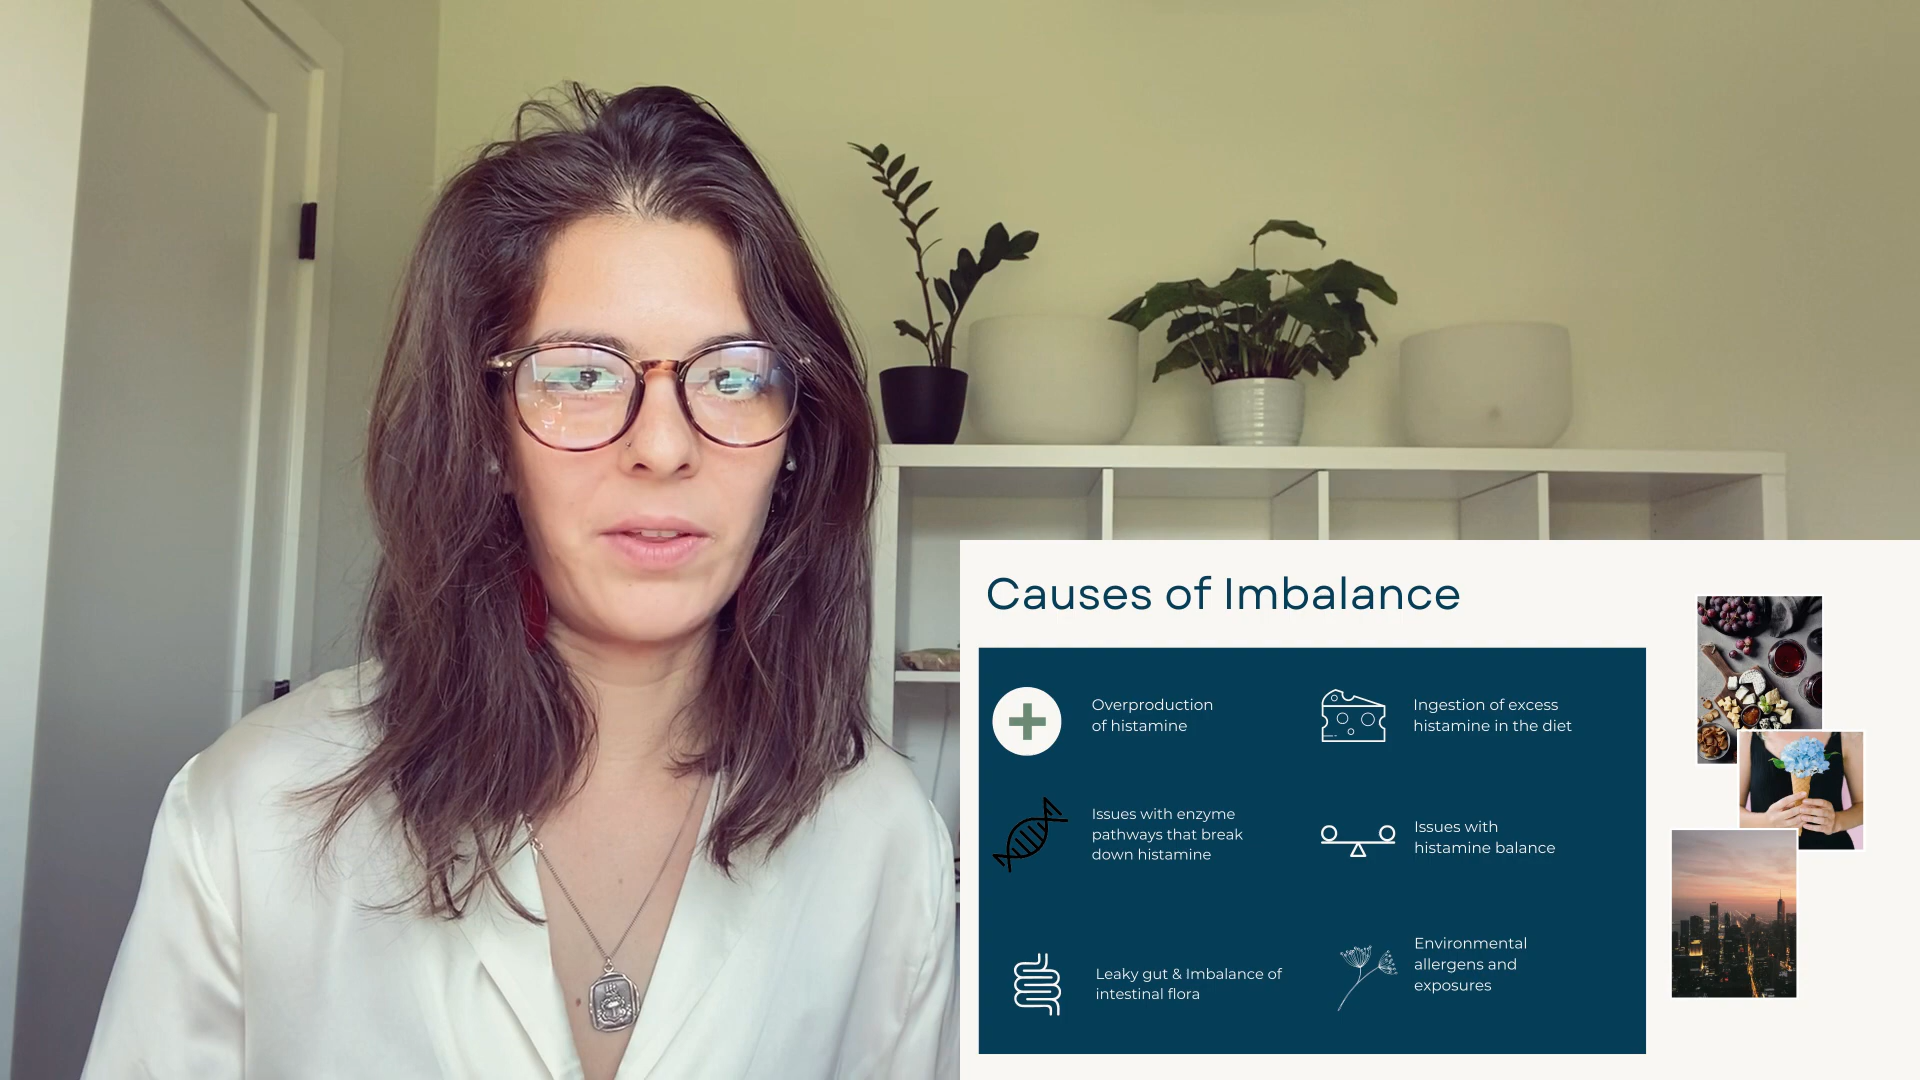 Causes of Imbalance
Overproduction
of histamine
Ingestion of excess
histamine in the diet
Issues with enzyme
pathways that break
down histamine
Issues with
histamine balance
Leaky gut & Imbalance of
intestinal flora
Environmental
allergens and
exposures